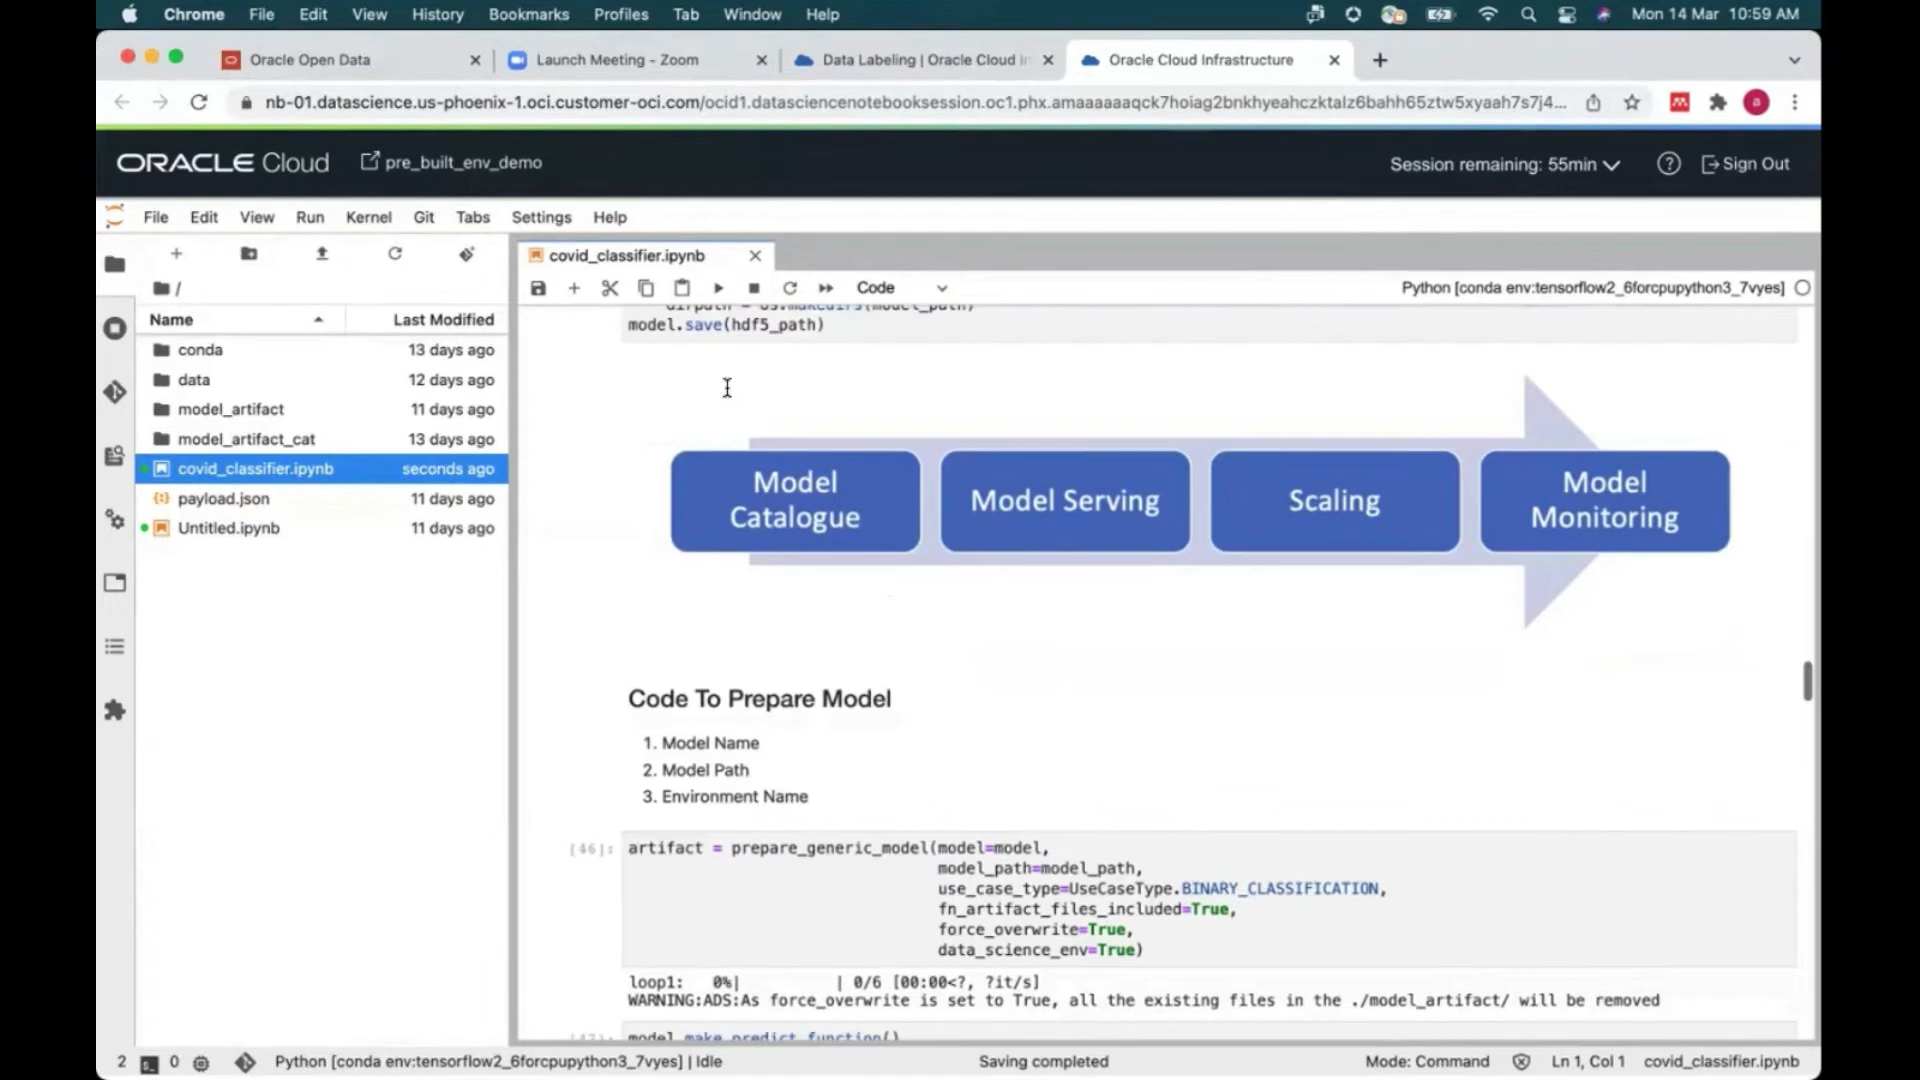 Chrome File Edit View History Bookmarks Profiles Tab Window Help Mon 14 Mar 10:59 AM
Oracle Open Data Launch Meeting - Zoom Data Labeling | Oracle Cloud In Oracle Cloud Infrastructure
nb-01.datascience.us-phoenix-1.oci.customer-oci.com/ocid1.datasciencenotebooksession.oc1.phx.amaaaaaaqck7hoiag2bnkhyeahczktalz6bahh65ztw5xyaah7s7j4... a
ORACLE Cloud pre_built_env_demo Session remaining: 55min Sign Out
File Edit View Run Kernel Git Tabs Settings Help
covid_classifier.ipynb
/
Code Python [conda env:tensorflow2_6forcpupython3_7vyes]
Name Last Modified
conda 13 days ago
data 12 days ago
model_artifact 11 days ago
model_artifact_cat 13 days ago
covid_classifier.ipynb seconds ago
payload.json 11 days ago
Untitled.ipynb 11 days ago
dirpath = os.makedirs(model_path)
model.save(hdf5_path)
Model
Catalogue
Model Serving
Scaling
Model
Monitoring
Code To Prepare Model
1. Model Name
2. Model Path
3. Environment Name
[46]: artifact = prepare_generic_model(model=model,
model_path=model_path,
use_case_type=UseCaseType.BINARY_CLASSIFICATION,
fn_artifact_files_included=True,
force_overwrite=True,
data_science_env=True)
loop1: 0%| | 0/6 [00:00<?, ?it/s]
WARNING:ADS:As force_overwrite is set to True, all the existing files in the ./model_artifact/ will be removed
[47]: model.make_predict_function()
2 0 Python [conda env:tensorflow2_6forcpupython3_7vyes] | Idle Saving completed Mode: Command Ln 1, Col 1 covid_classifier.ipynb